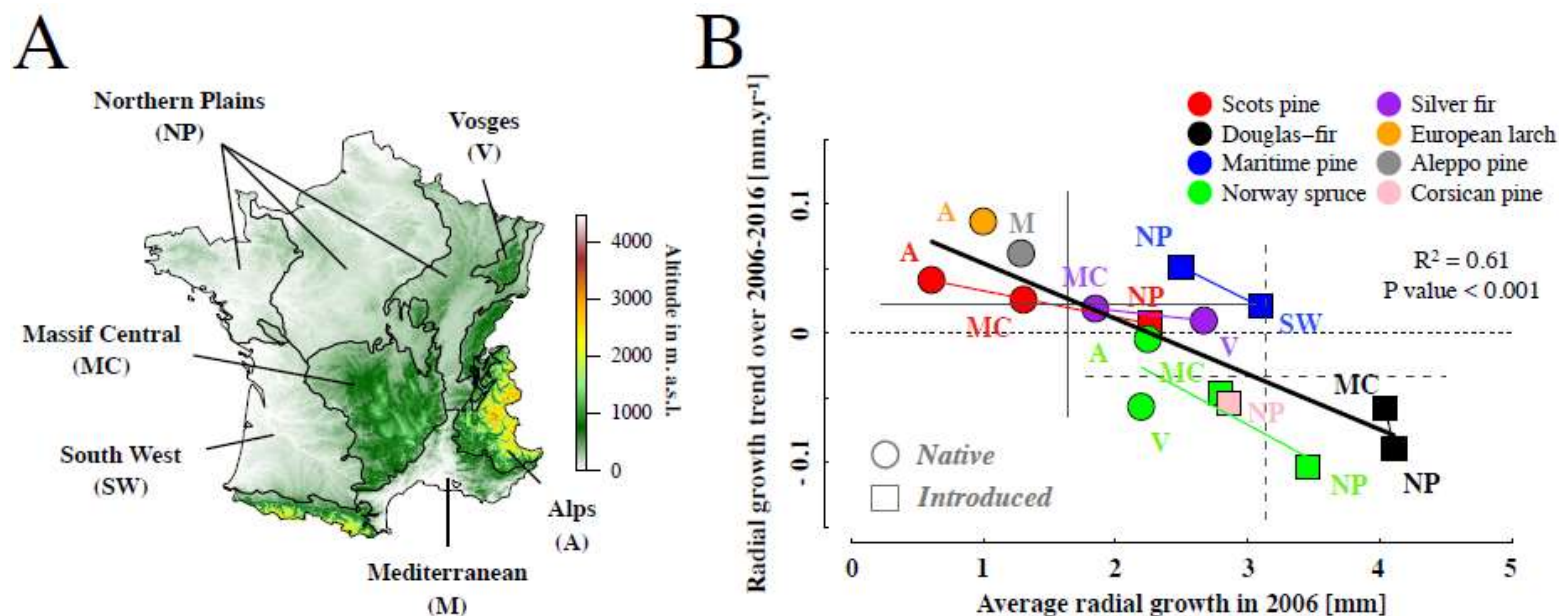 A
Northern Plains
(NP)
Vosges
(V)
Massif Central
(MC)
South West
(SW)
Alps
(A)
Mediterranean
(M)
4000
3000
2000
1000
0
Altitude in m. a.s.l.
B
Radial growth trend over 2006-2016 [mm.yr⁻¹]
0.1
0
-0.1
Scots pine
Douglas–fir
Maritime pine
Norway spruce
Silver fir
European larch
Aleppo pine
Corsican pine
R² = 0.61
P value < 0.001
A
M
A
MC
MC
NP
NP
SW
V
A
MC
V
NP
NP
MC
NP
Native
Introduced
0 1 2 3 4 5
Average radial growth in 2006 [mm]